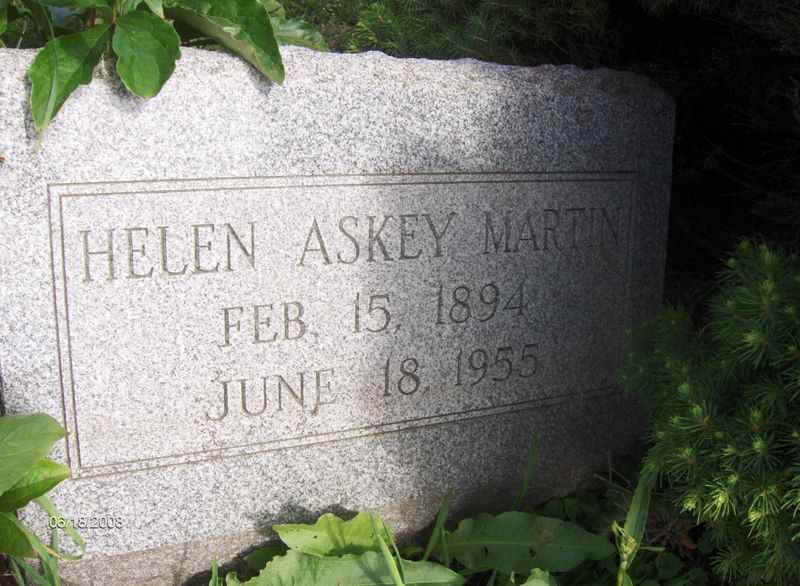 HELEN ASKEY MARTIN
FEB. 15, 1894
JUNE 18, 1955
06/18/2008